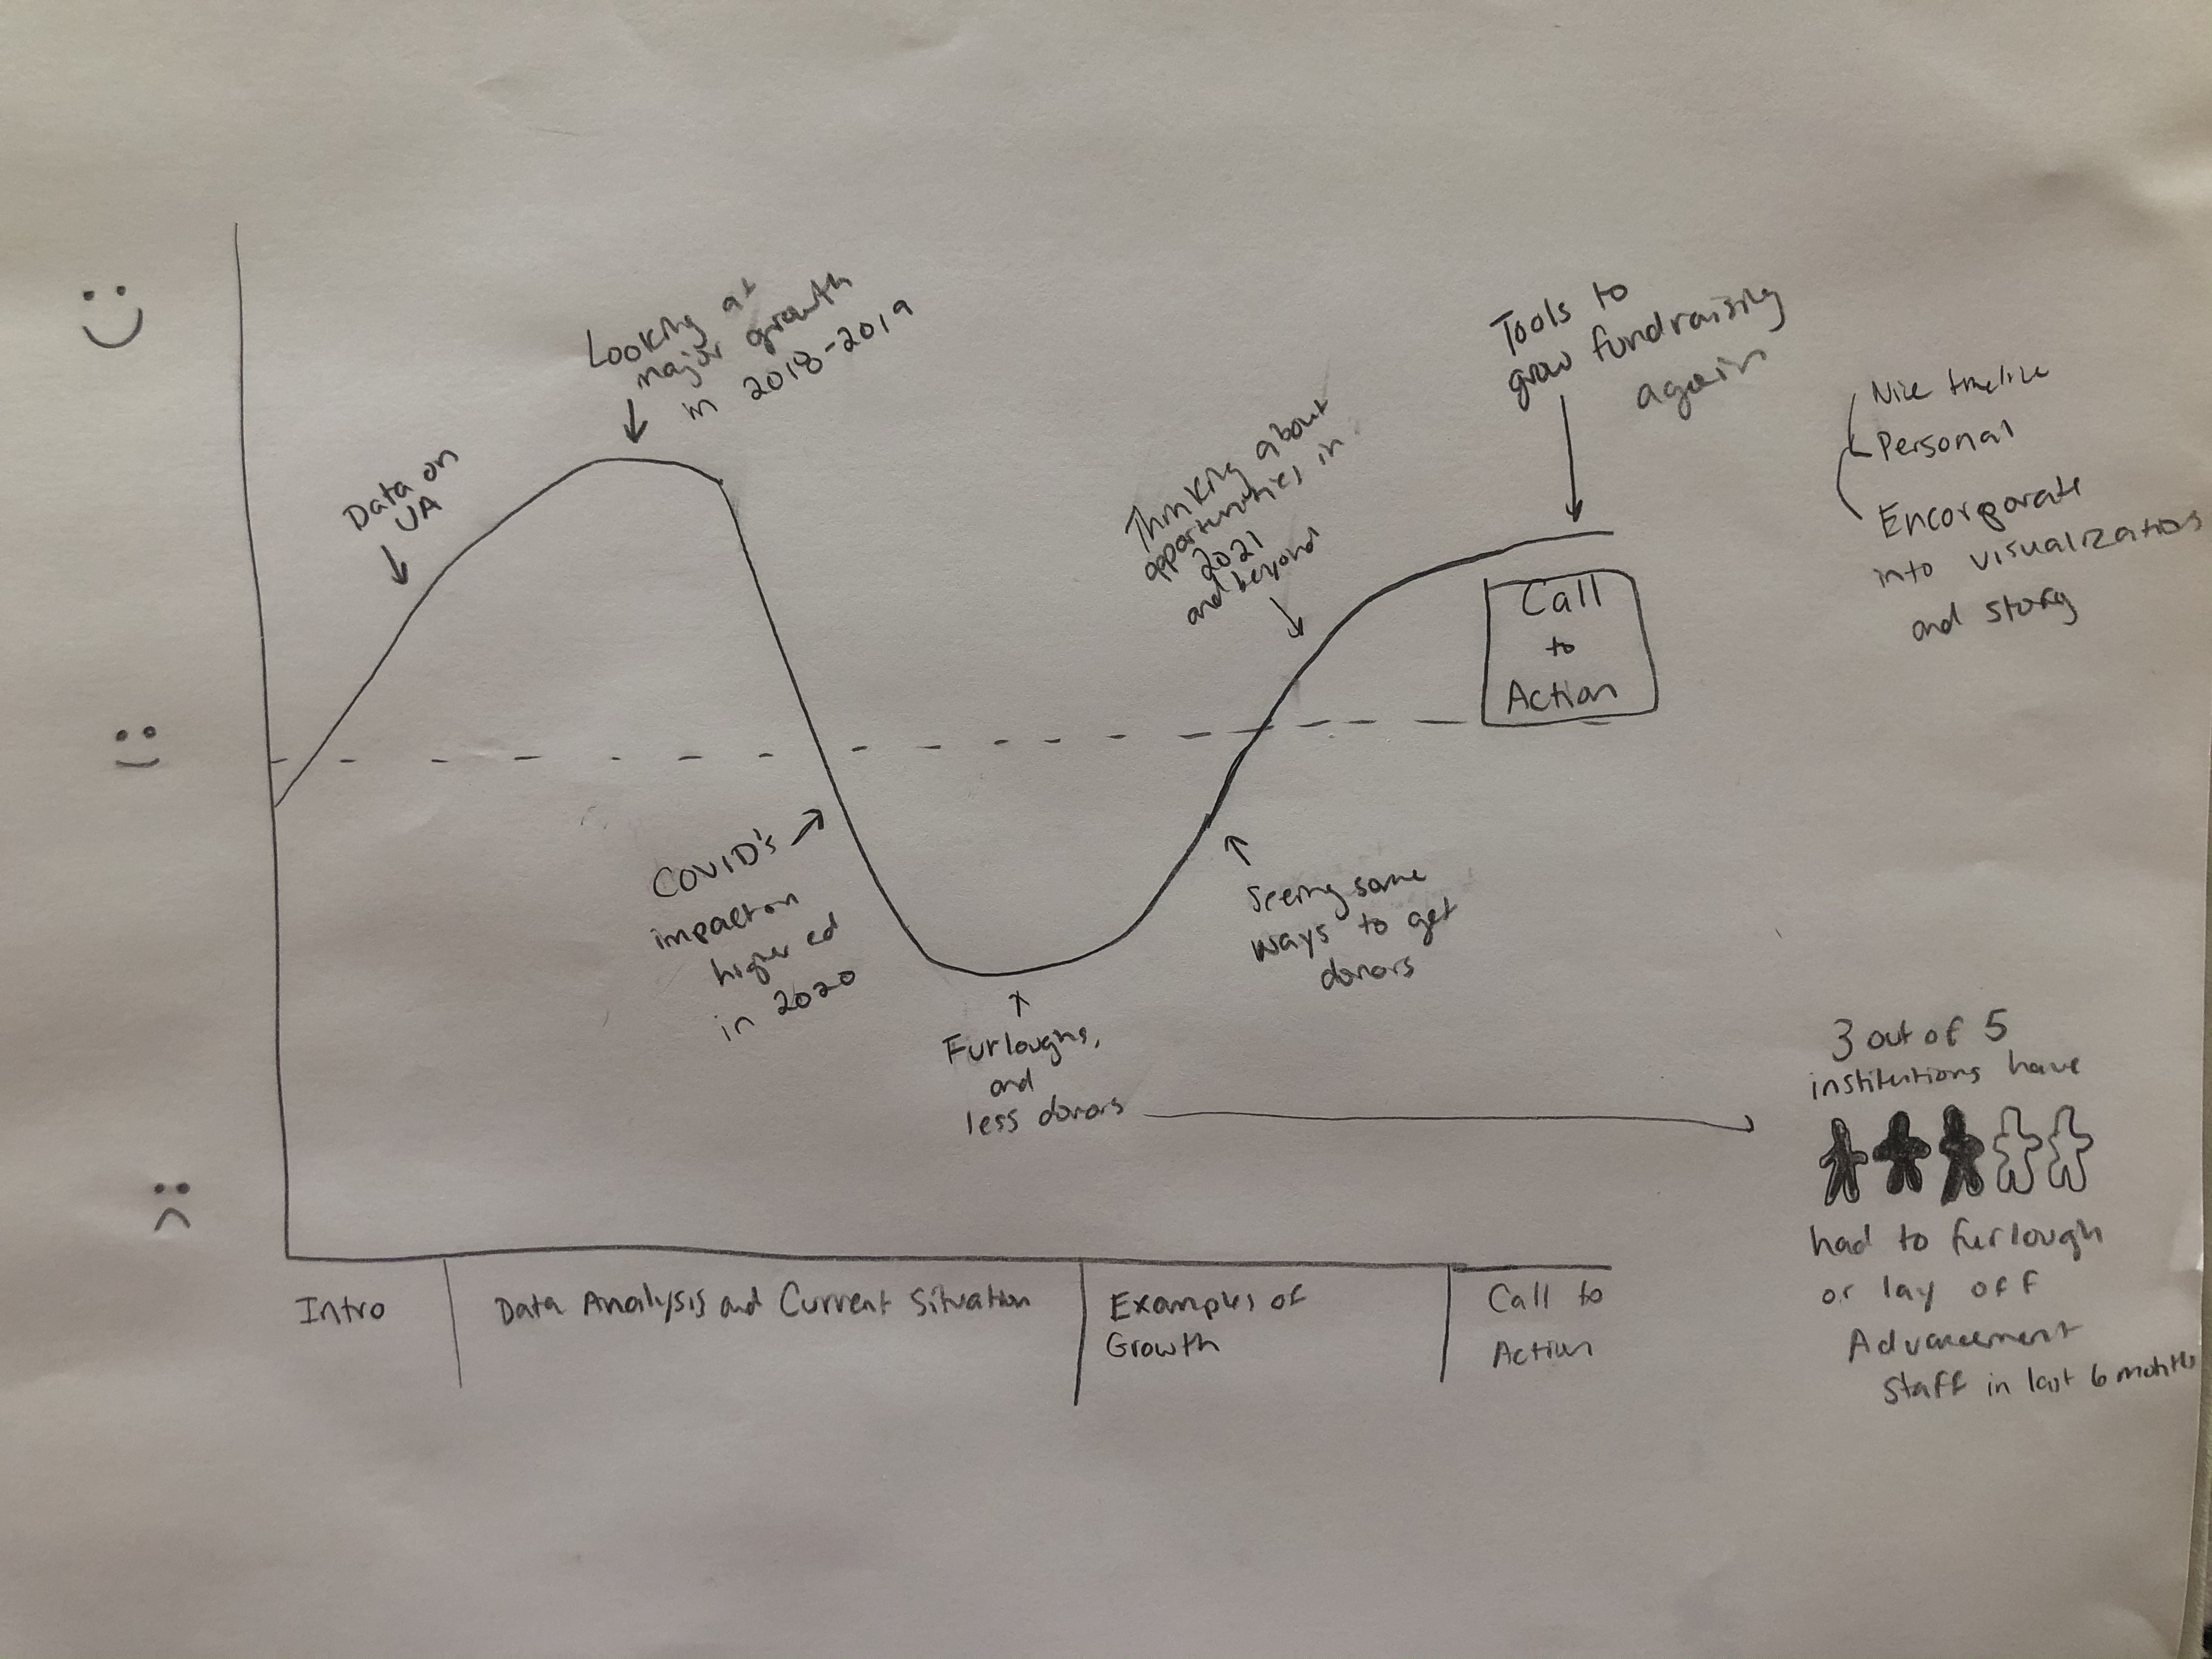 Looking at
major growth
in 2018-2019
Data on
UA
Tools to
grow fundraising
again
Thinking about
opportunities in
2021
and beyond
Nice timeline
Personal
Encorporate
into visualization
and story
Call
to
Action
COVID's
impact on
higher ed
in 2020
Seeing some
ways to get
donors
Furloughs,
and
less donors
3 out of 5
institutions have
had to furlough
or lay off
Advancement
staff in last 6 months
Intro
Data Analysis and Current Situation
Examples of
Growth
Call to
Action